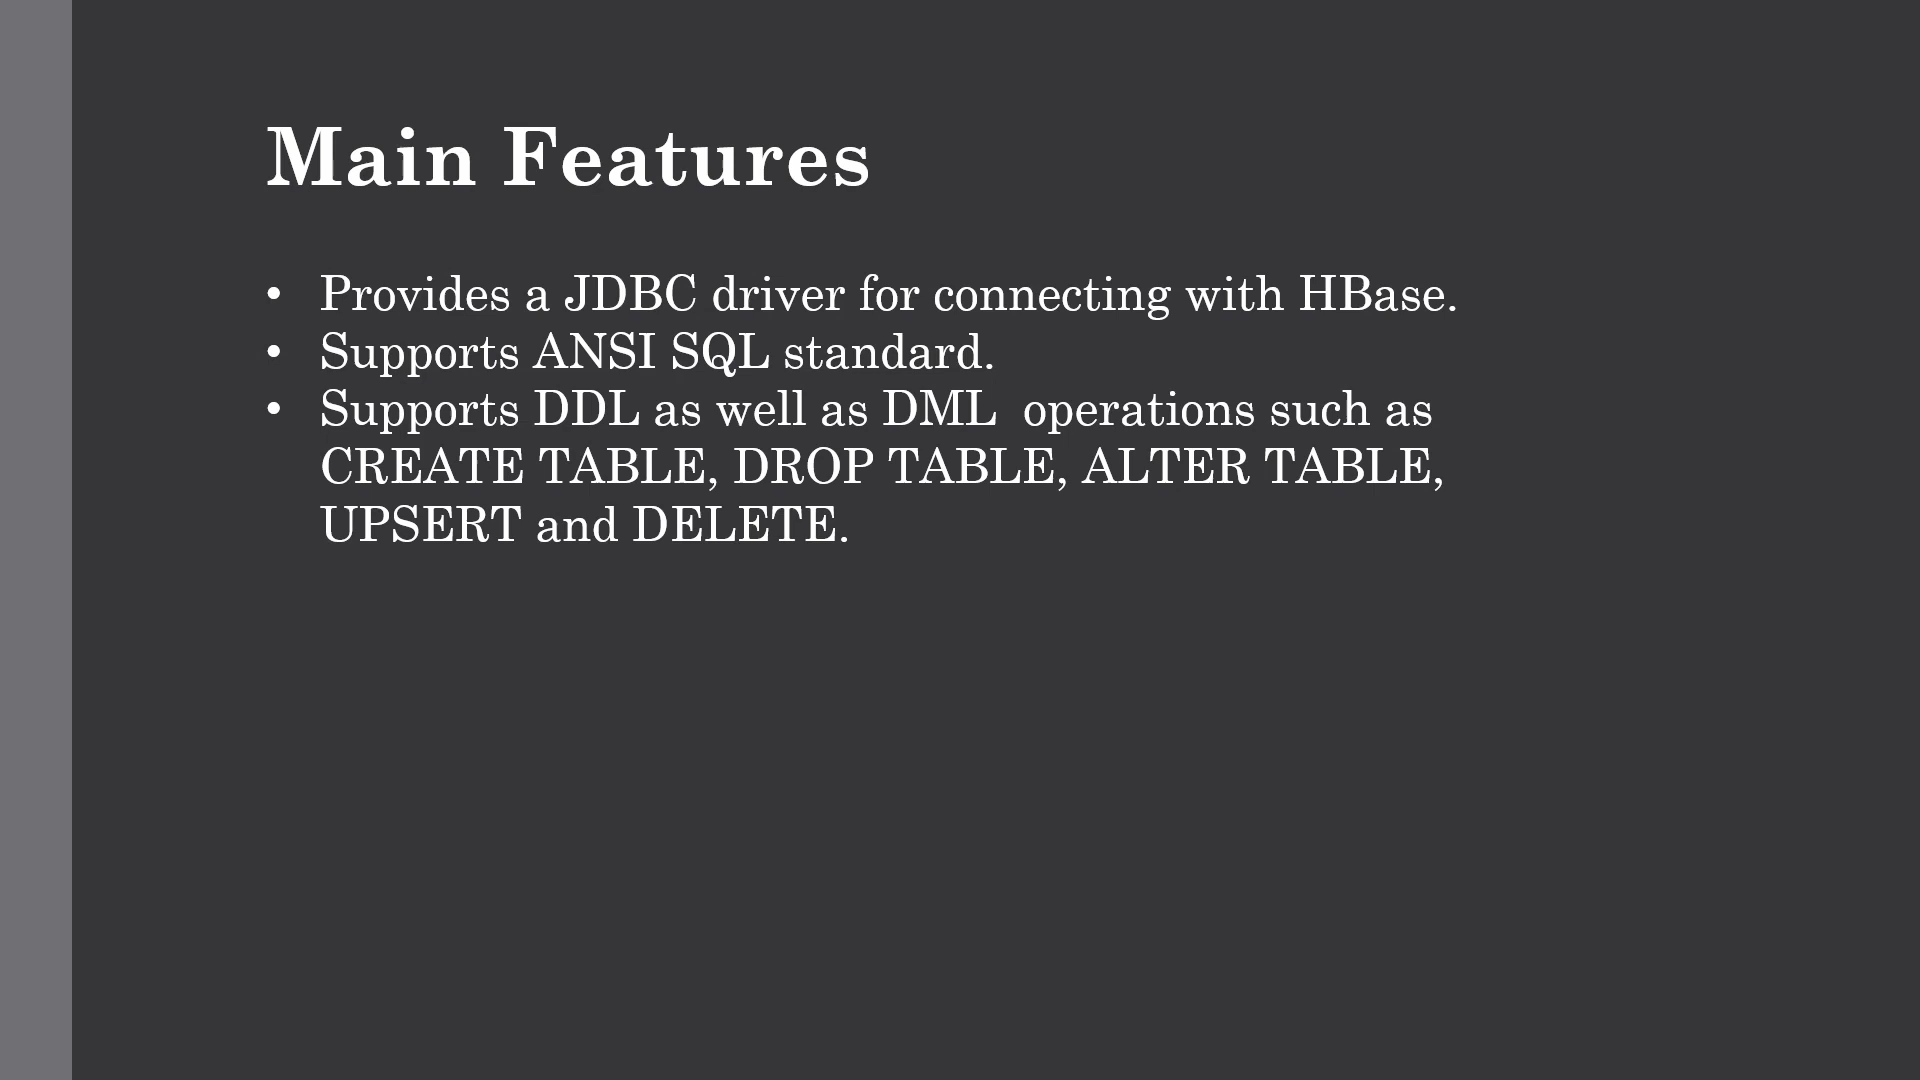 Main Features
• Provides a JDBC driver for connecting with HBase.
• Supports ANSI SQL standard.
• Supports DDL as well as DML  operations such as
CREATE TABLE, DROP TABLE, ALTER TABLE,
UPSERT and DELETE.